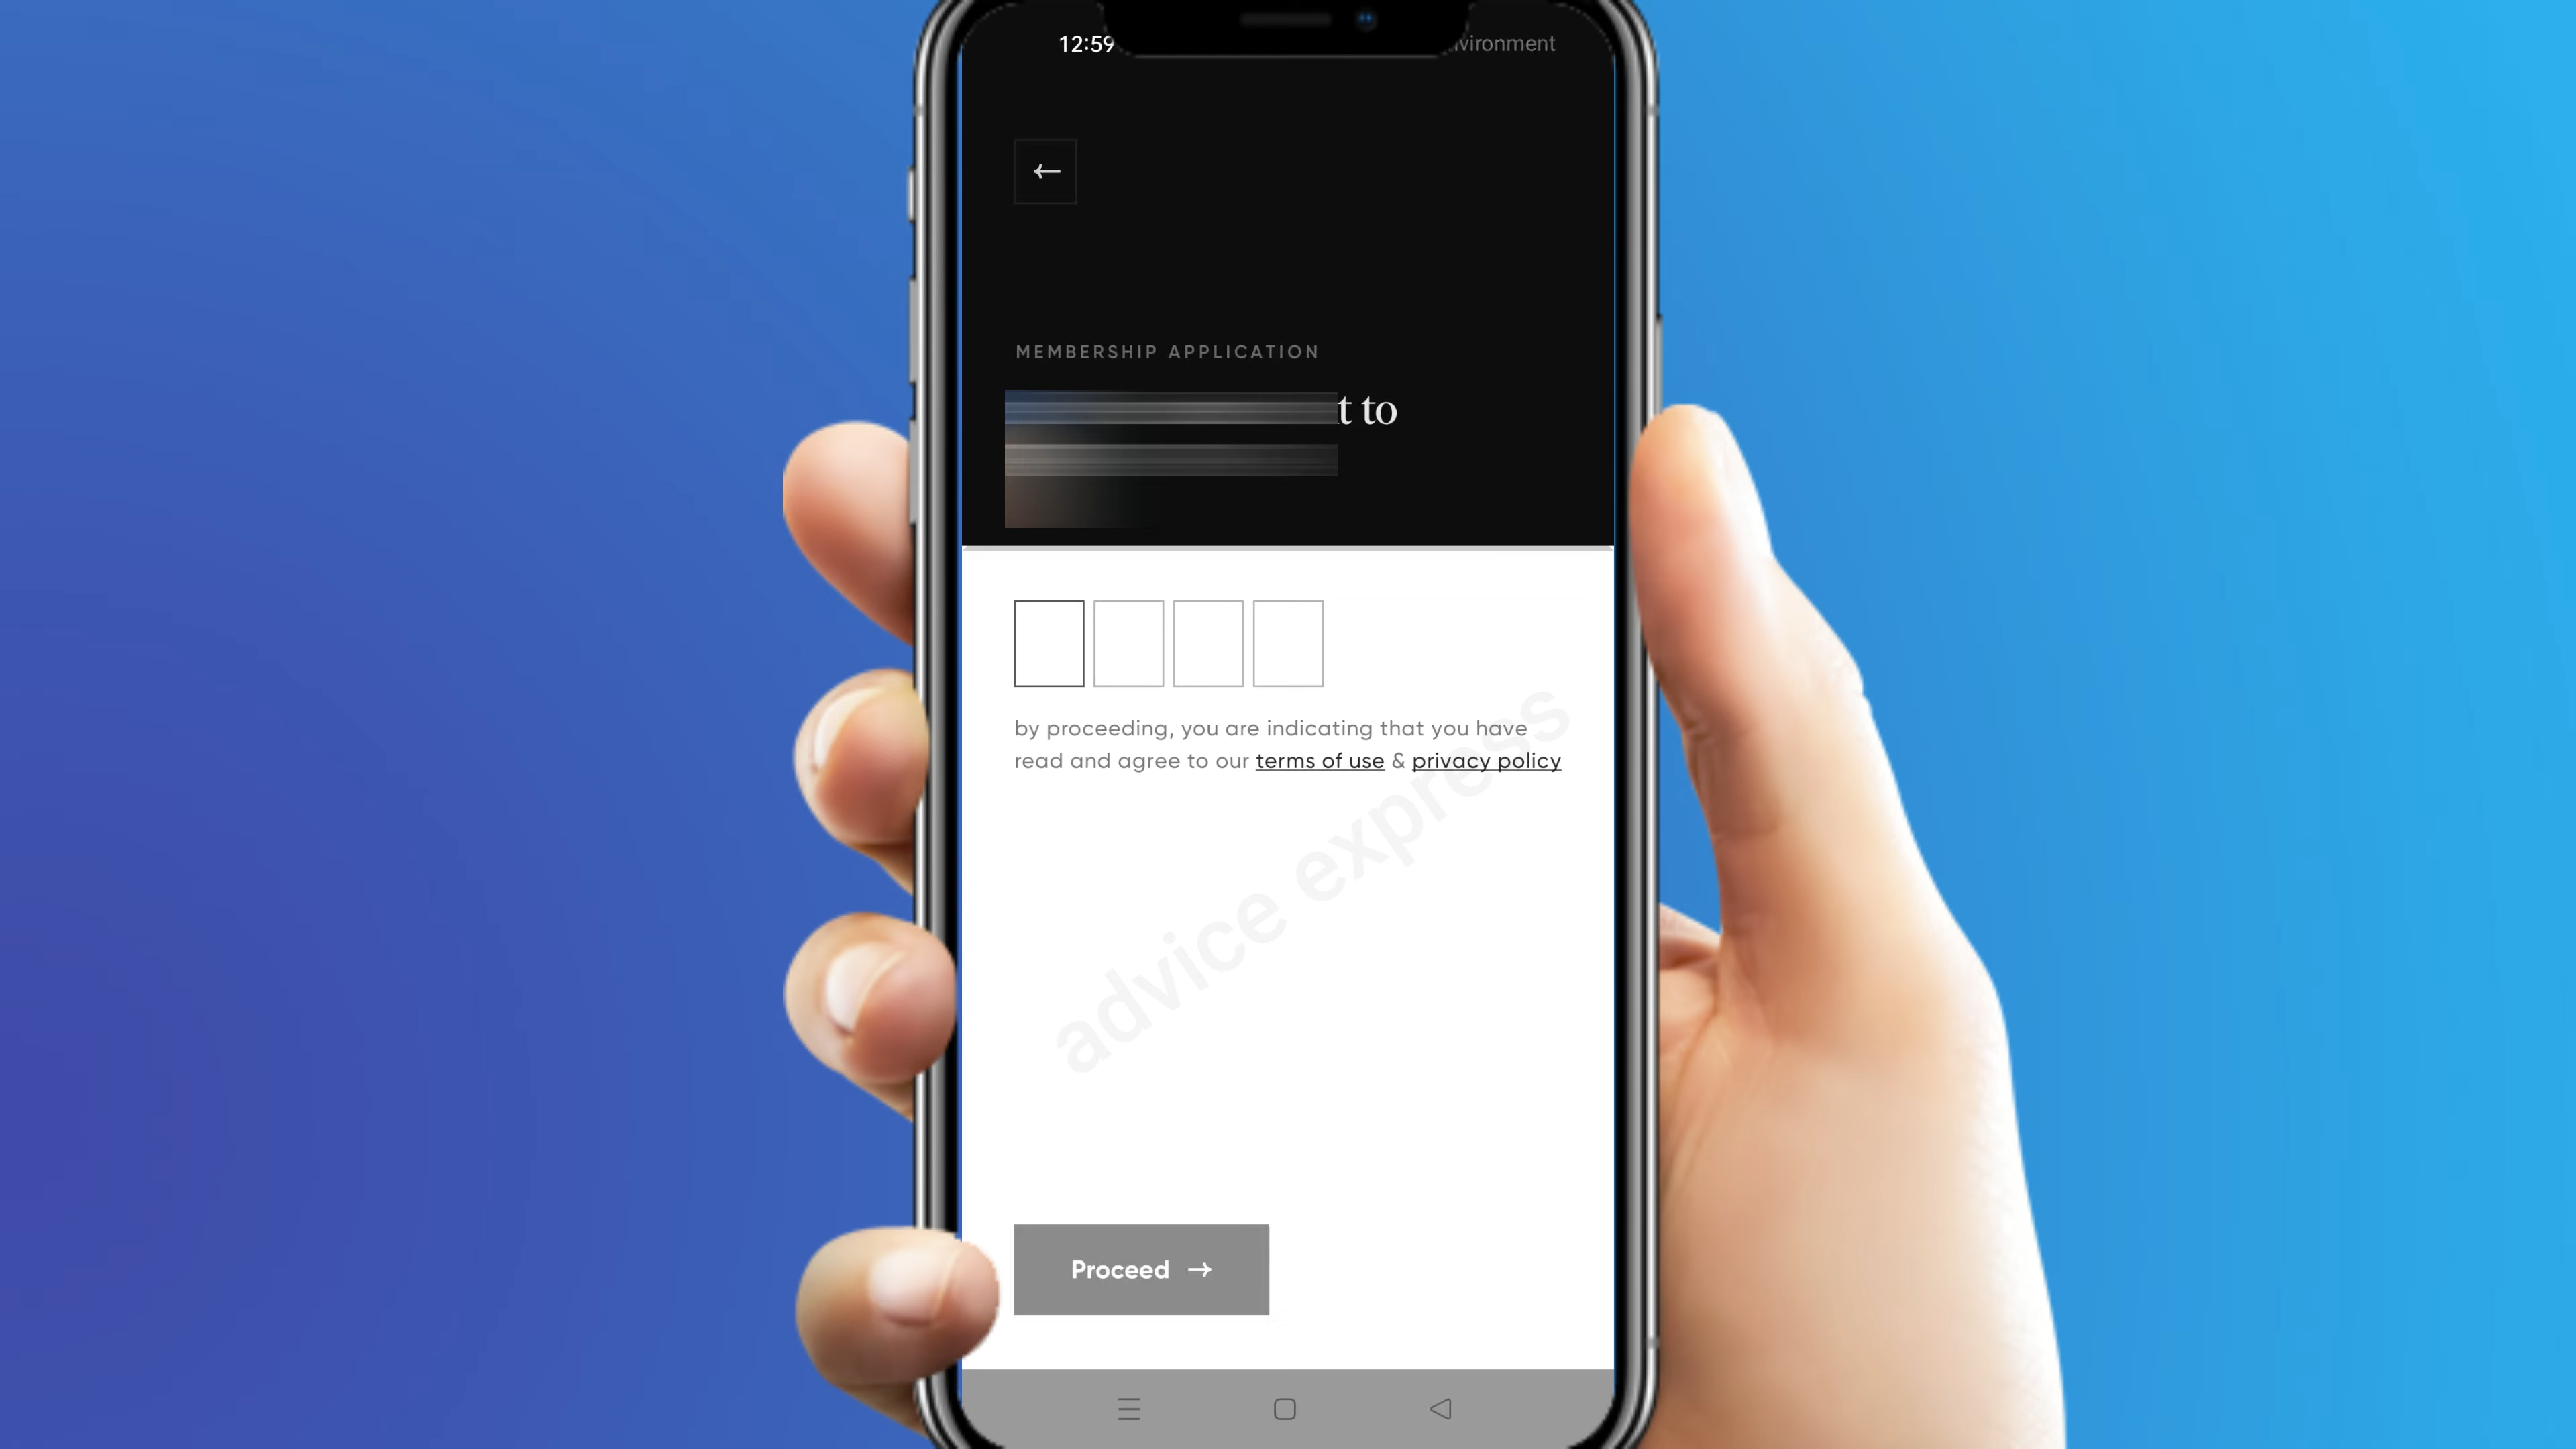 12:59
MEMBERSHIP APPLICATION
to
by proceeding, you are indicating that you have
read and agree to our terms of use & privacy policy
advice express
Proceed →